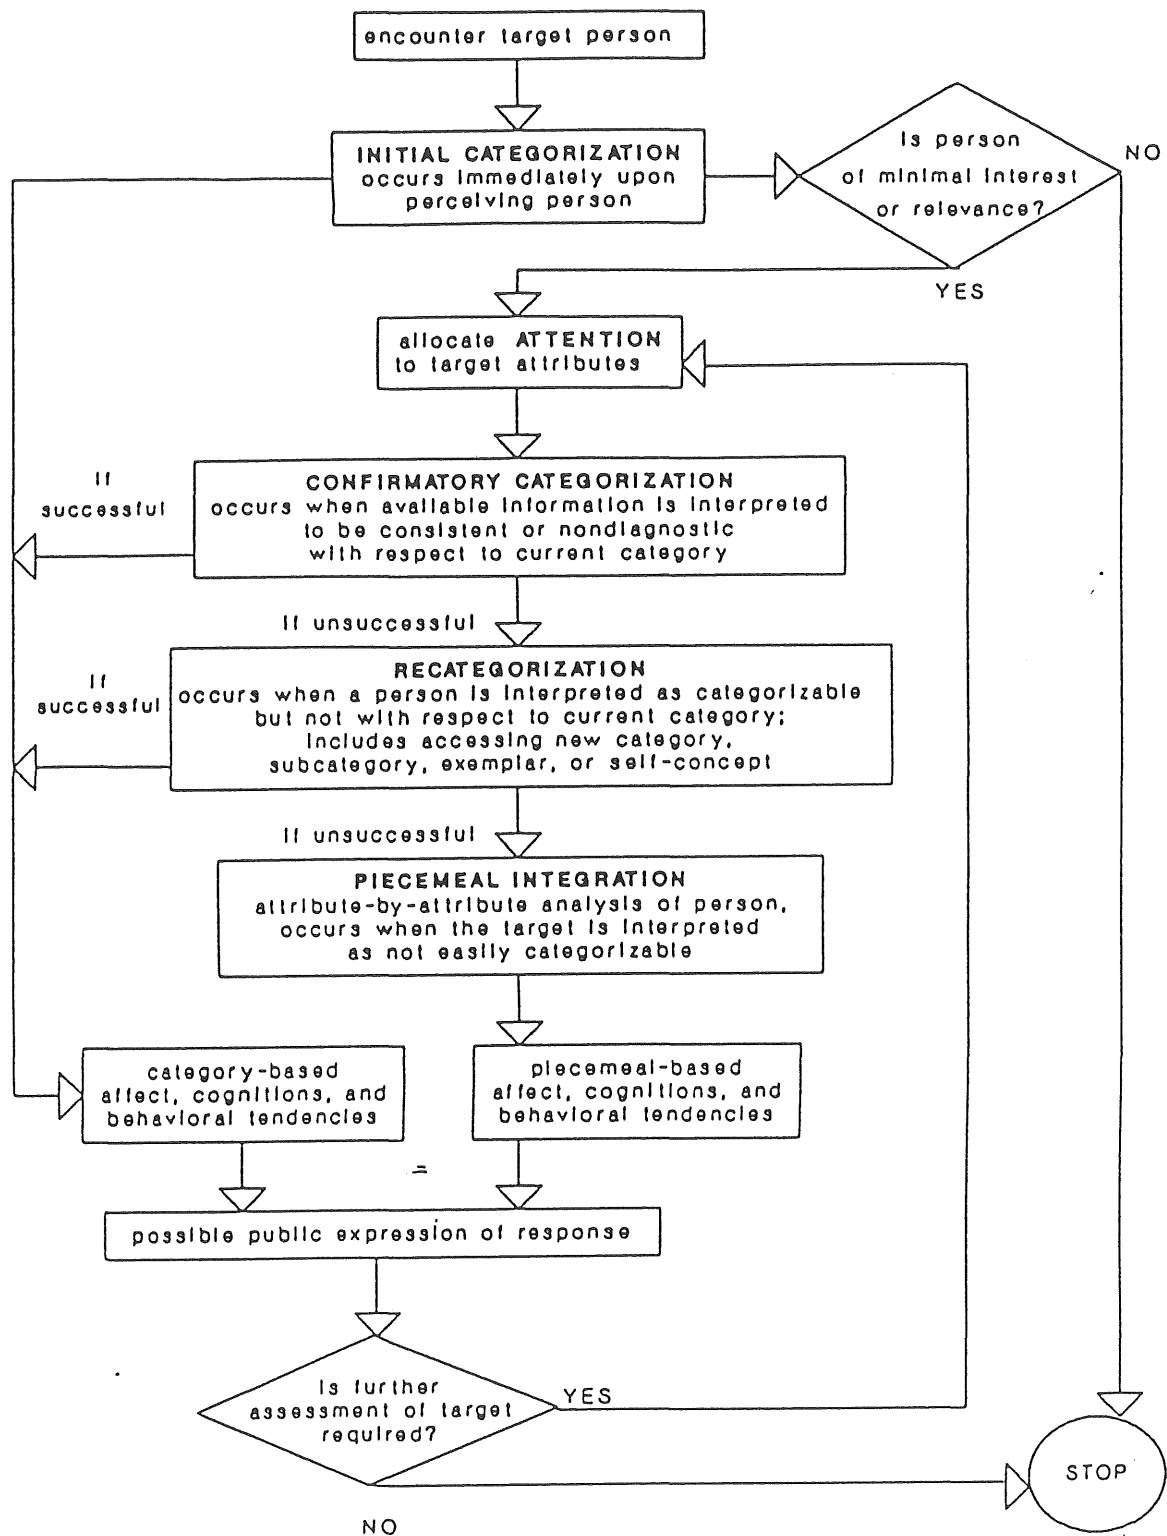 encounter target person
INITIAL CATEGORIZATION
occurs immediately upon
perceiving person
Is person
of minimal interest
or relevance?
NO
YES
allocate ATTENTION
to target attributes
If
successful
CONFIRMATORY CATEGORIZATION
occurs when available information is interpreted
to be consistent or nondiagnostic
with respect to current category
If unsuccessful
If
successful
RECATEGORIZATION
occurs when a person is interpreted as categorizable
but not with respect to current category;
includes accessing new category,
subcategory, exemplar, or self-concept
If unsuccessful
PIECEMEAL INTEGRATION
attribute-by-attribute analysis of person,
occurs when the target is interpreted
as not easily categorizable
category-based
affect, cognitions, and
behavioral tendencies
piecemeal-based
affect, cognitions, and
behavioral tendencies
possible public expression of response
Is further
assessment of target
required?
YES
STOP
NO